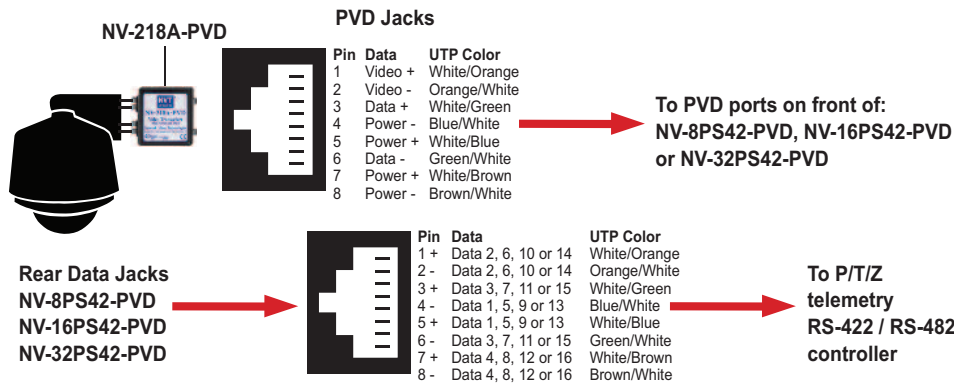 NV-218A-PVD
PVD Jacks
Pin Data UTP Color
1 Video + White/Orange
2 Video - Orange/White
3 Data + White/Green
4 Power - Blue/White
5 Power + White/Blue
6 Data - Green/White
7 Power + White/Brown
8 Power - Brown/White
To PVD ports on front of:
NV-8PS42-PVD, NV-16PS42-PVD
or NV-32PS42-PVD
Rear Data Jacks
NV-8PS42-PVD
NV-16PS42-PVD
NV-32PS42-PVD
Pin Data UTP Color
1 + Data 2, 6, 10 or 14 White/Orange
2 - Data 2, 6, 10 or 14 Orange/White
3 + Data 3, 7, 11 or 15 White/Green
4 - Data 1, 5, 9 or 13 Blue/White
5 + Data 1, 5, 9 or 13 White/Blue
6 - Data 3, 7, 11 or 15 Green/White
7 + Data 4, 8, 12 or 16 White/Brown
8 - Data 4, 8, 12 or 16 Brown/White
To P/T/Z
telemetry
RS-422 / RS-482
controller